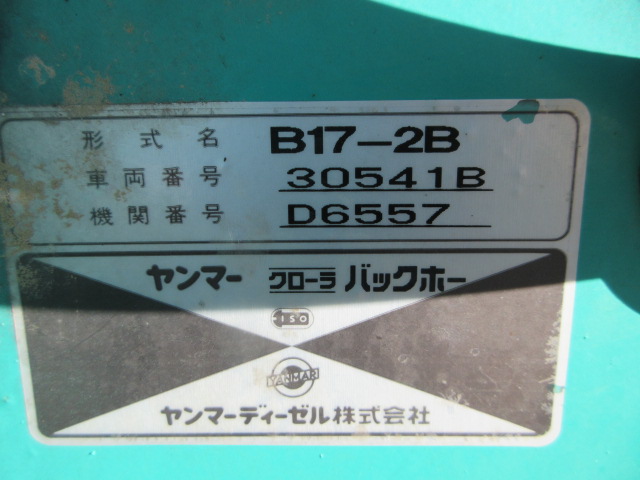 形式名 B17-2B
車両番号 30541B
機関番号 D6557
ヤンマー クローラ バックホー
ISO
YANMAR
ヤンマーディーゼル株式会社